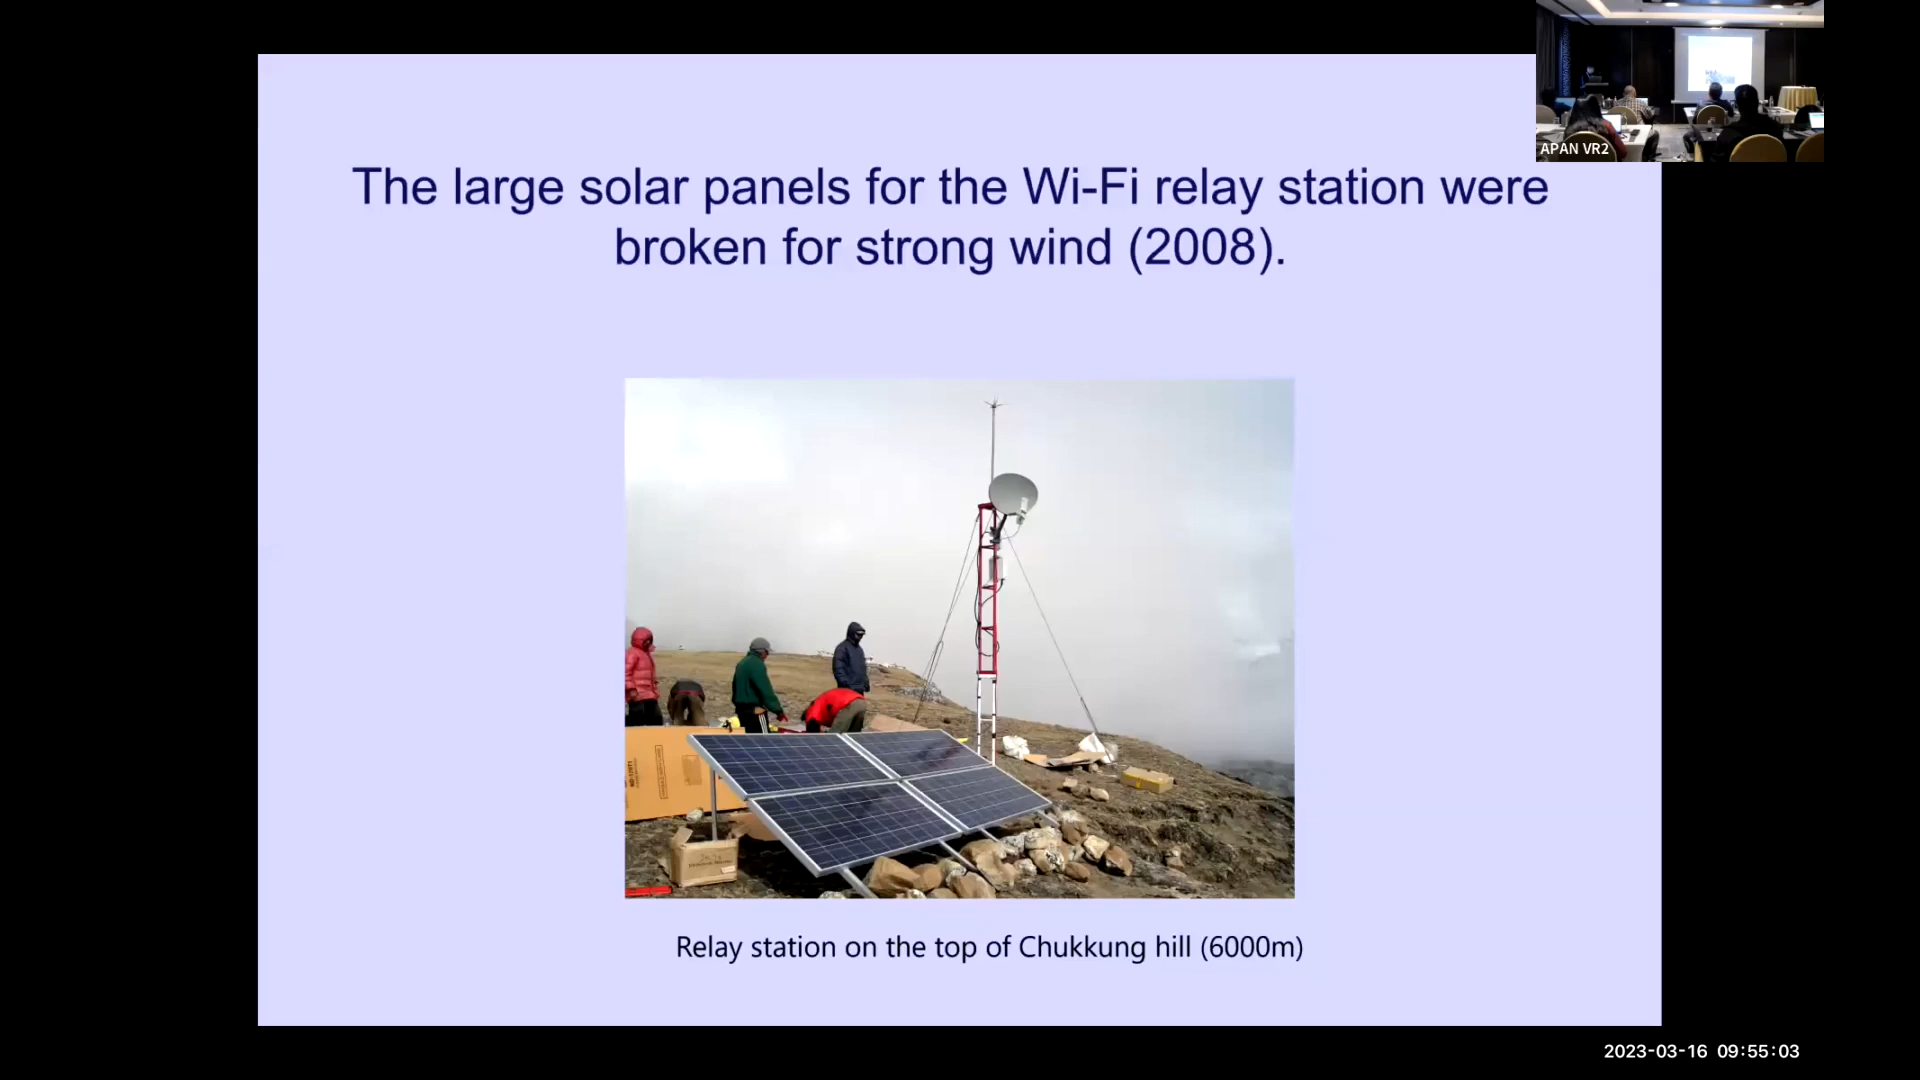 APAN VR2
The large solar panels for the Wi-Fi relay station were
broken for strong wind (2008).
Relay station on the top of Chukkung hill (6000m)
2023-03-16 09:55:03